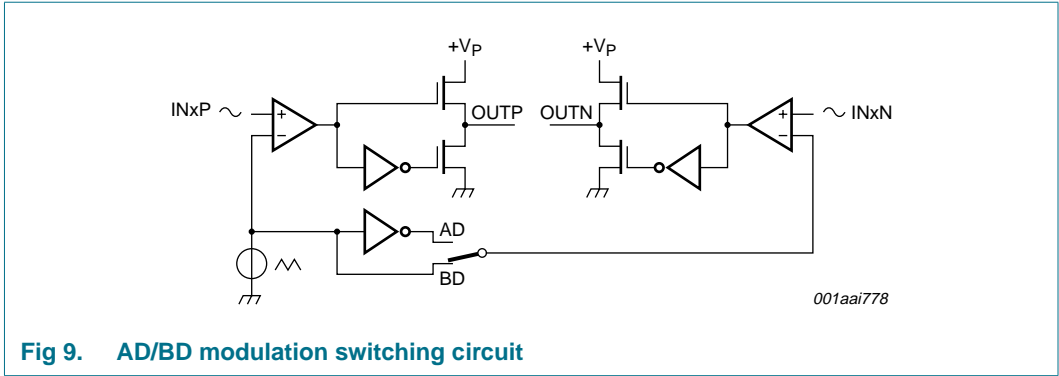 +VP +VP
INxP OUTP OUTN INxN
+ +
− −
AD
BD
001aai778
Fig 9. AD/BD modulation switching circuit